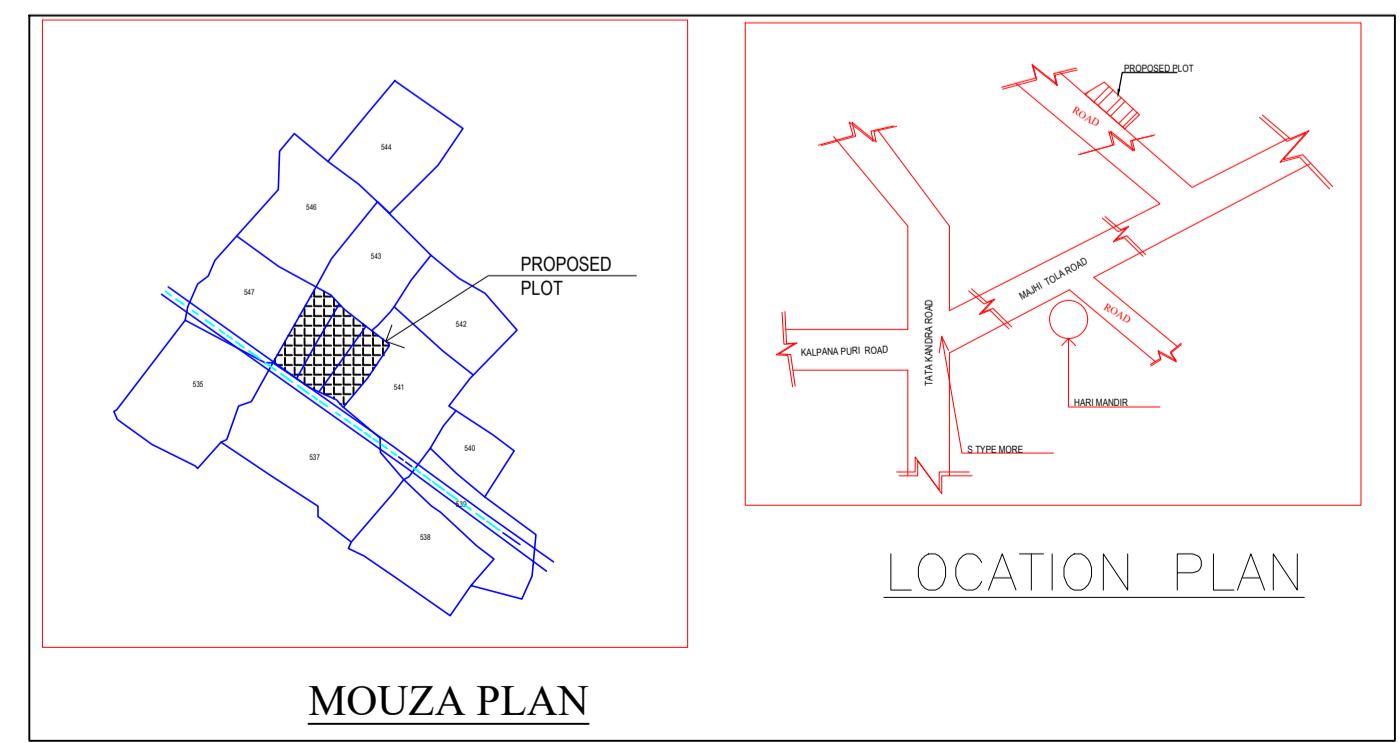 544
546
543
PROPOSED
PLOT
547
542
535
541
540
537
539
538
MOUZA PLAN
PROPOSED PLOT
ROAD
MAJHI TOLA ROAD
ROAD
TATA KANDRA ROAD
KALPANA PURI ROAD
HARI MANDIR
S TYPE MORE
LOCATION PLAN